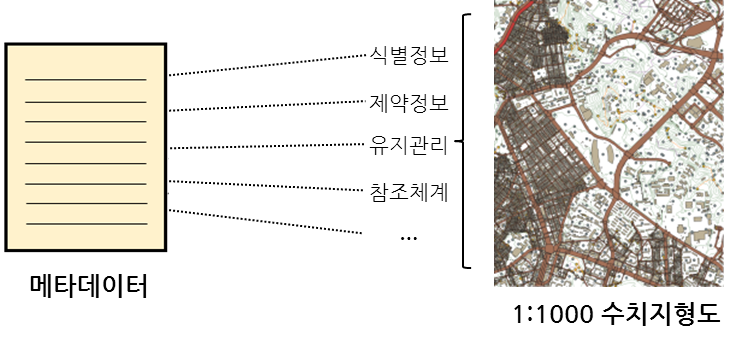 식별정보
제약정보
유지관리
참조체계
...
메타데이터
1:1000 수치지형도